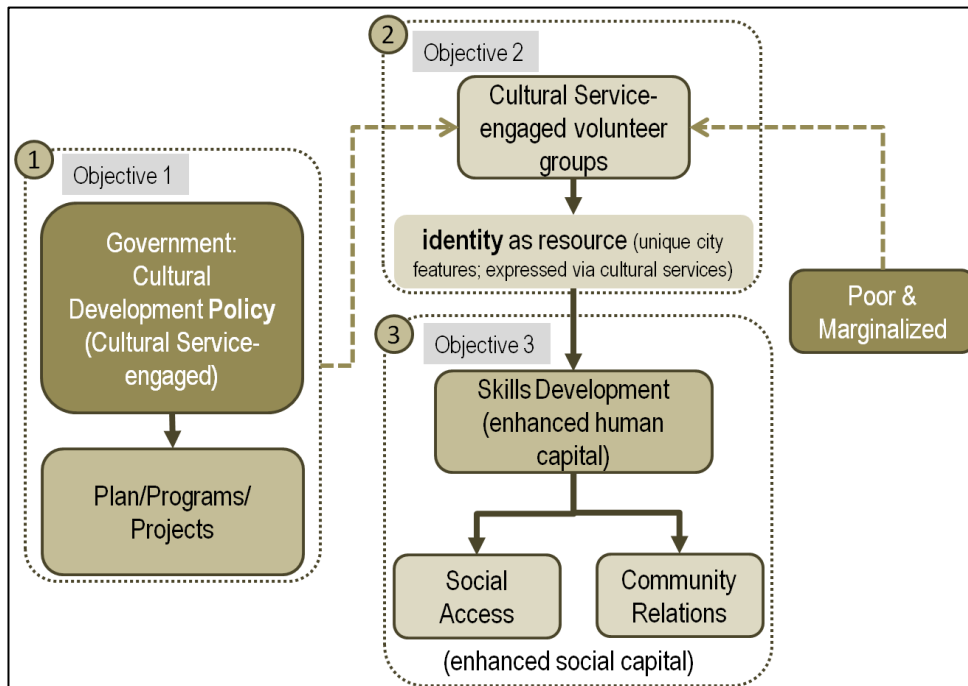 1
Objective 1
Government:
Cultural
Development Policy
(Cultural Service-
engaged)
Plan/Programs/
Projects
2
Objective 2
Cultural Service-
engaged volunteer
groups
identity as resource (unique city
features; expressed via cultural services)
3
Objective 3
Skills Development
(enhanced human
capital)
Social
Access
Community
Relations
(enhanced social capital)
Poor &
Marginalized